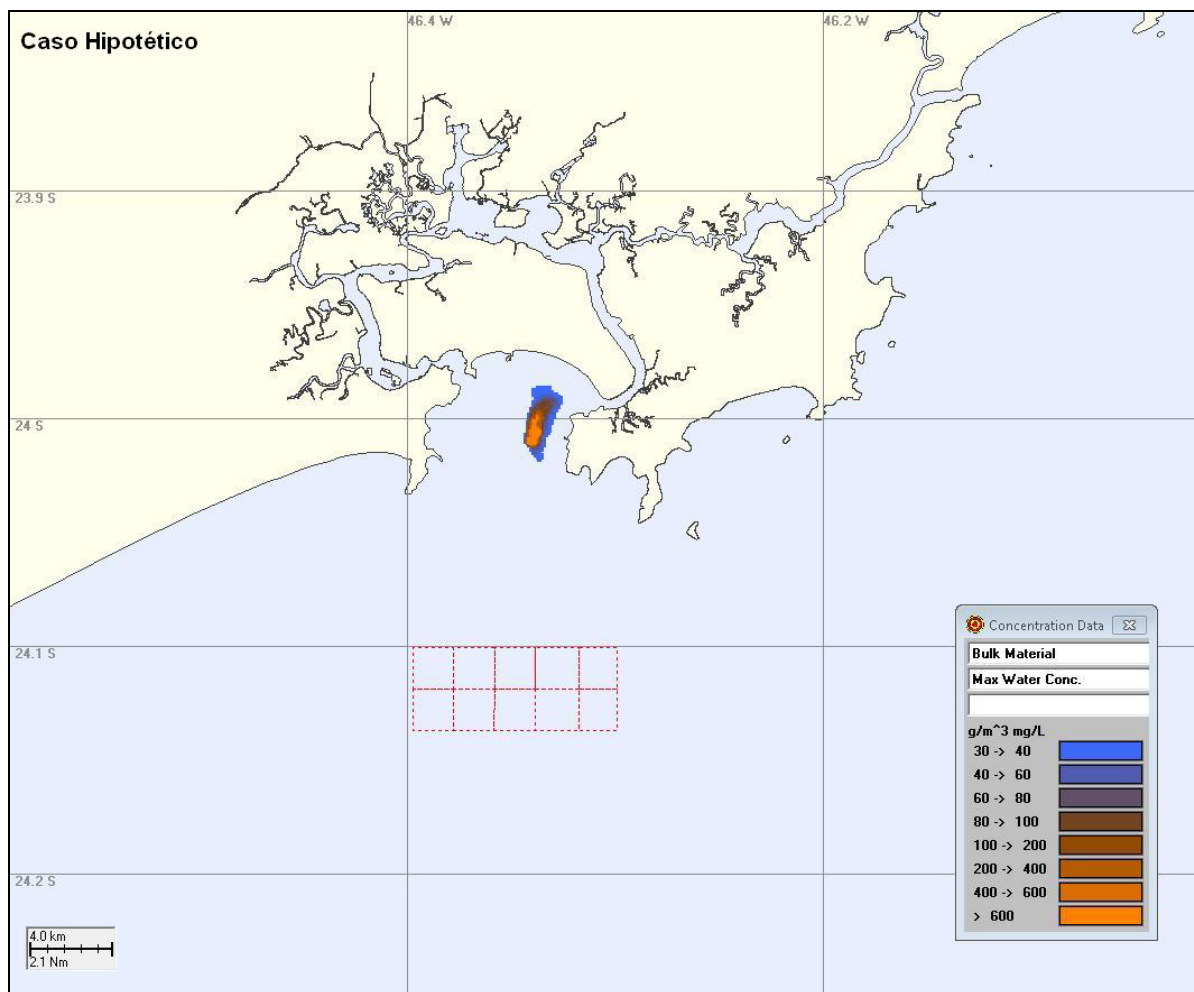 46.4 W
46.2 W
Caso Hipotético
23.9 S
24 S
24.1 S
24.2 S
Concentration Data
Bulk Material
Max Water Conc.
g/m^3 mg/L
30 -> 40
40 -> 60
60 -> 80
80 -> 100
100 -> 200
200 -> 400
400 -> 600
> 600
4.0 km
2.1 Nm